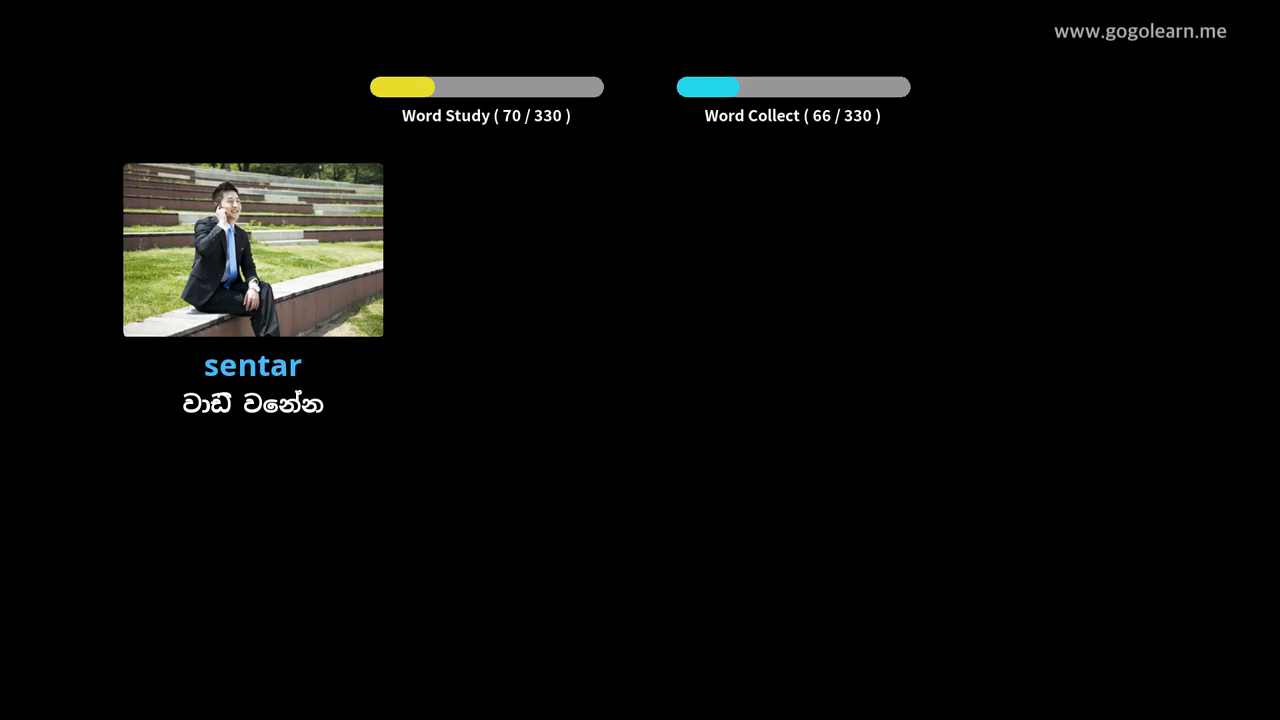 www.gogolearn.me
Word Study ( 70 / 330 )
Word Collect ( 66 / 330 )
sentar
වාඩි වන්න